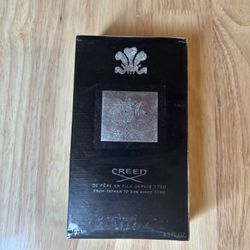 CREED
DE PÈRE EN FILS DEPUIS 1760
FROM FATHER TO SON SINCE 1760